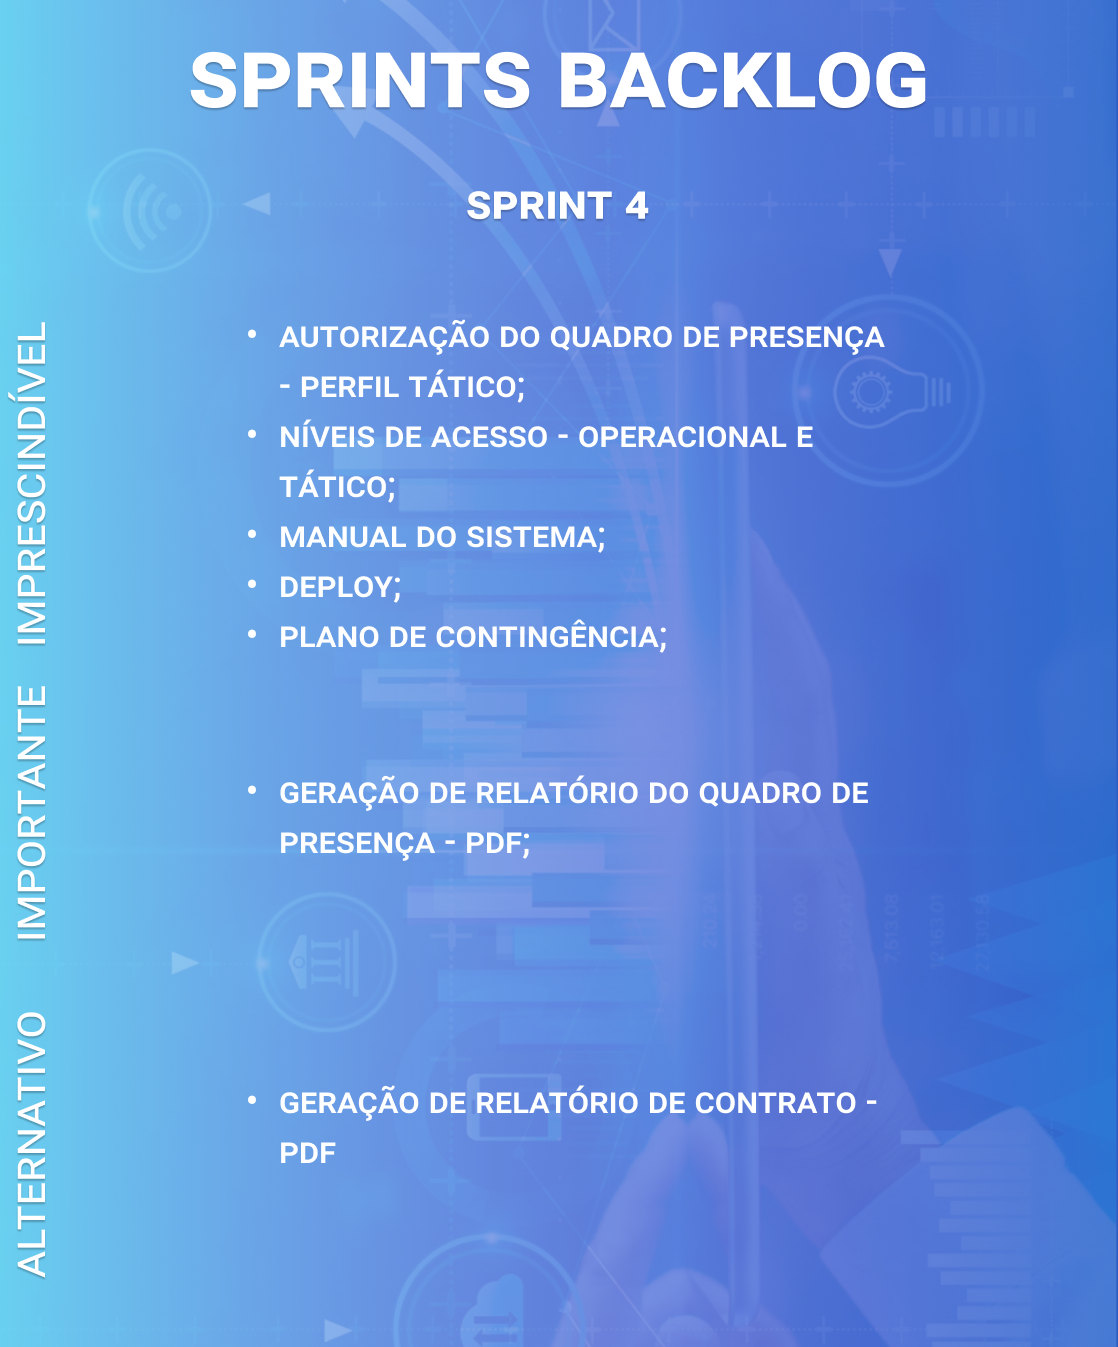 SPRINTS BACKLOG
SPRINT 4
IMPRESCINDÍVEL
• AUTORIZAÇÃO DO QUADRO DE PRESENÇA
- PERFIL TÁTICO;
• NÍVEIS DE ACESSO - OPERACIONAL E
TÁTICO;
• MANUAL DO SISTEMA;
• DEPLOY;
• PLANO DE CONTINGÊNCIA;
IMPORTANTE
• GERAÇÃO DE RELATÓRIO DO QUADRO DE
PRESENÇA - PDF;
ALTERNATIVO
• GERAÇÃO DE RELATÓRIO DE CONTRATO -
PDF